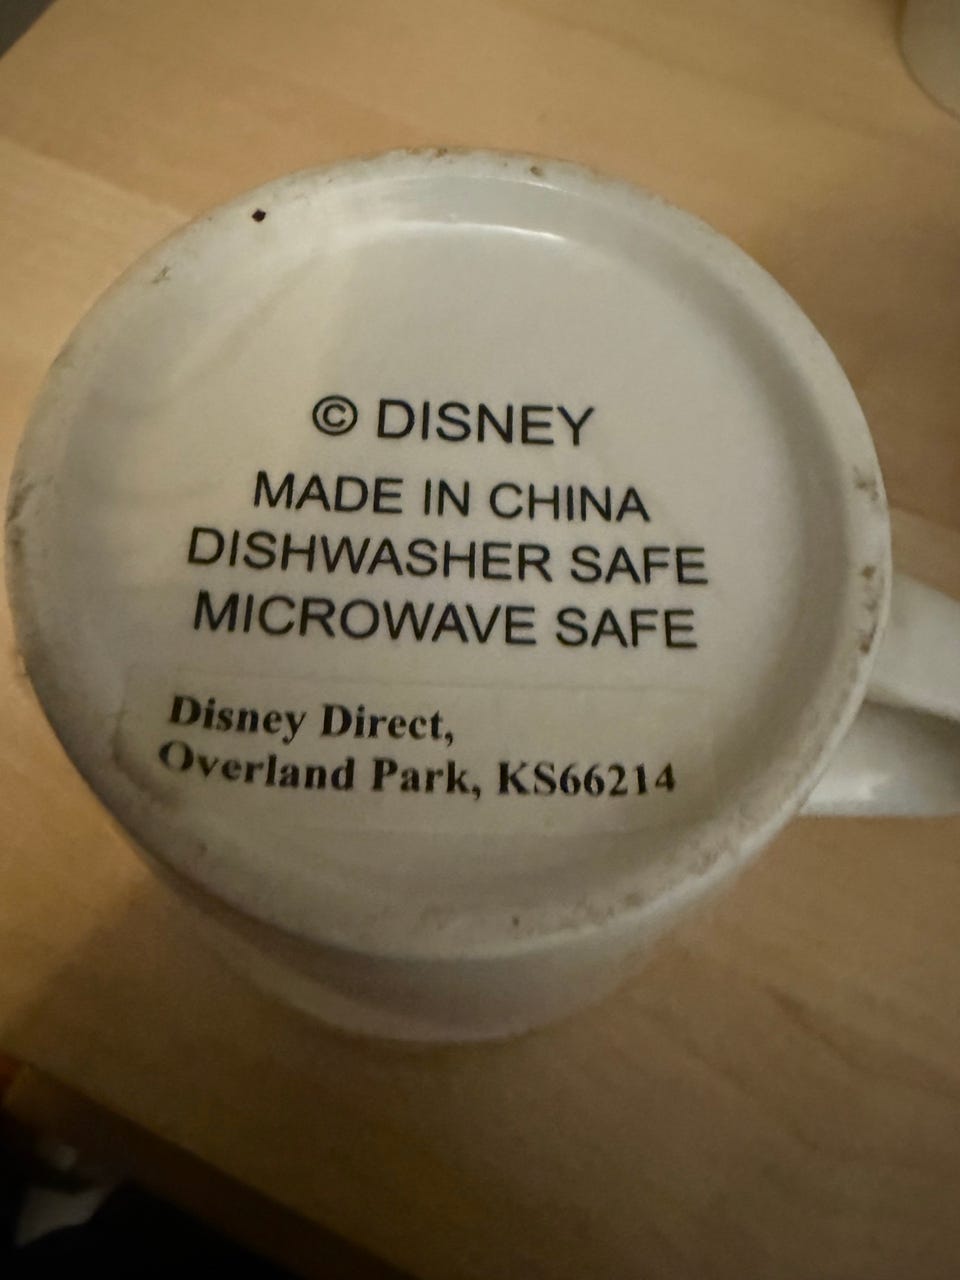 © DISNEY
MADE IN CHINA
DISHWASHER SAFE
MICROWAVE SAFE
Disney Direct,
Overland Park, KS66214